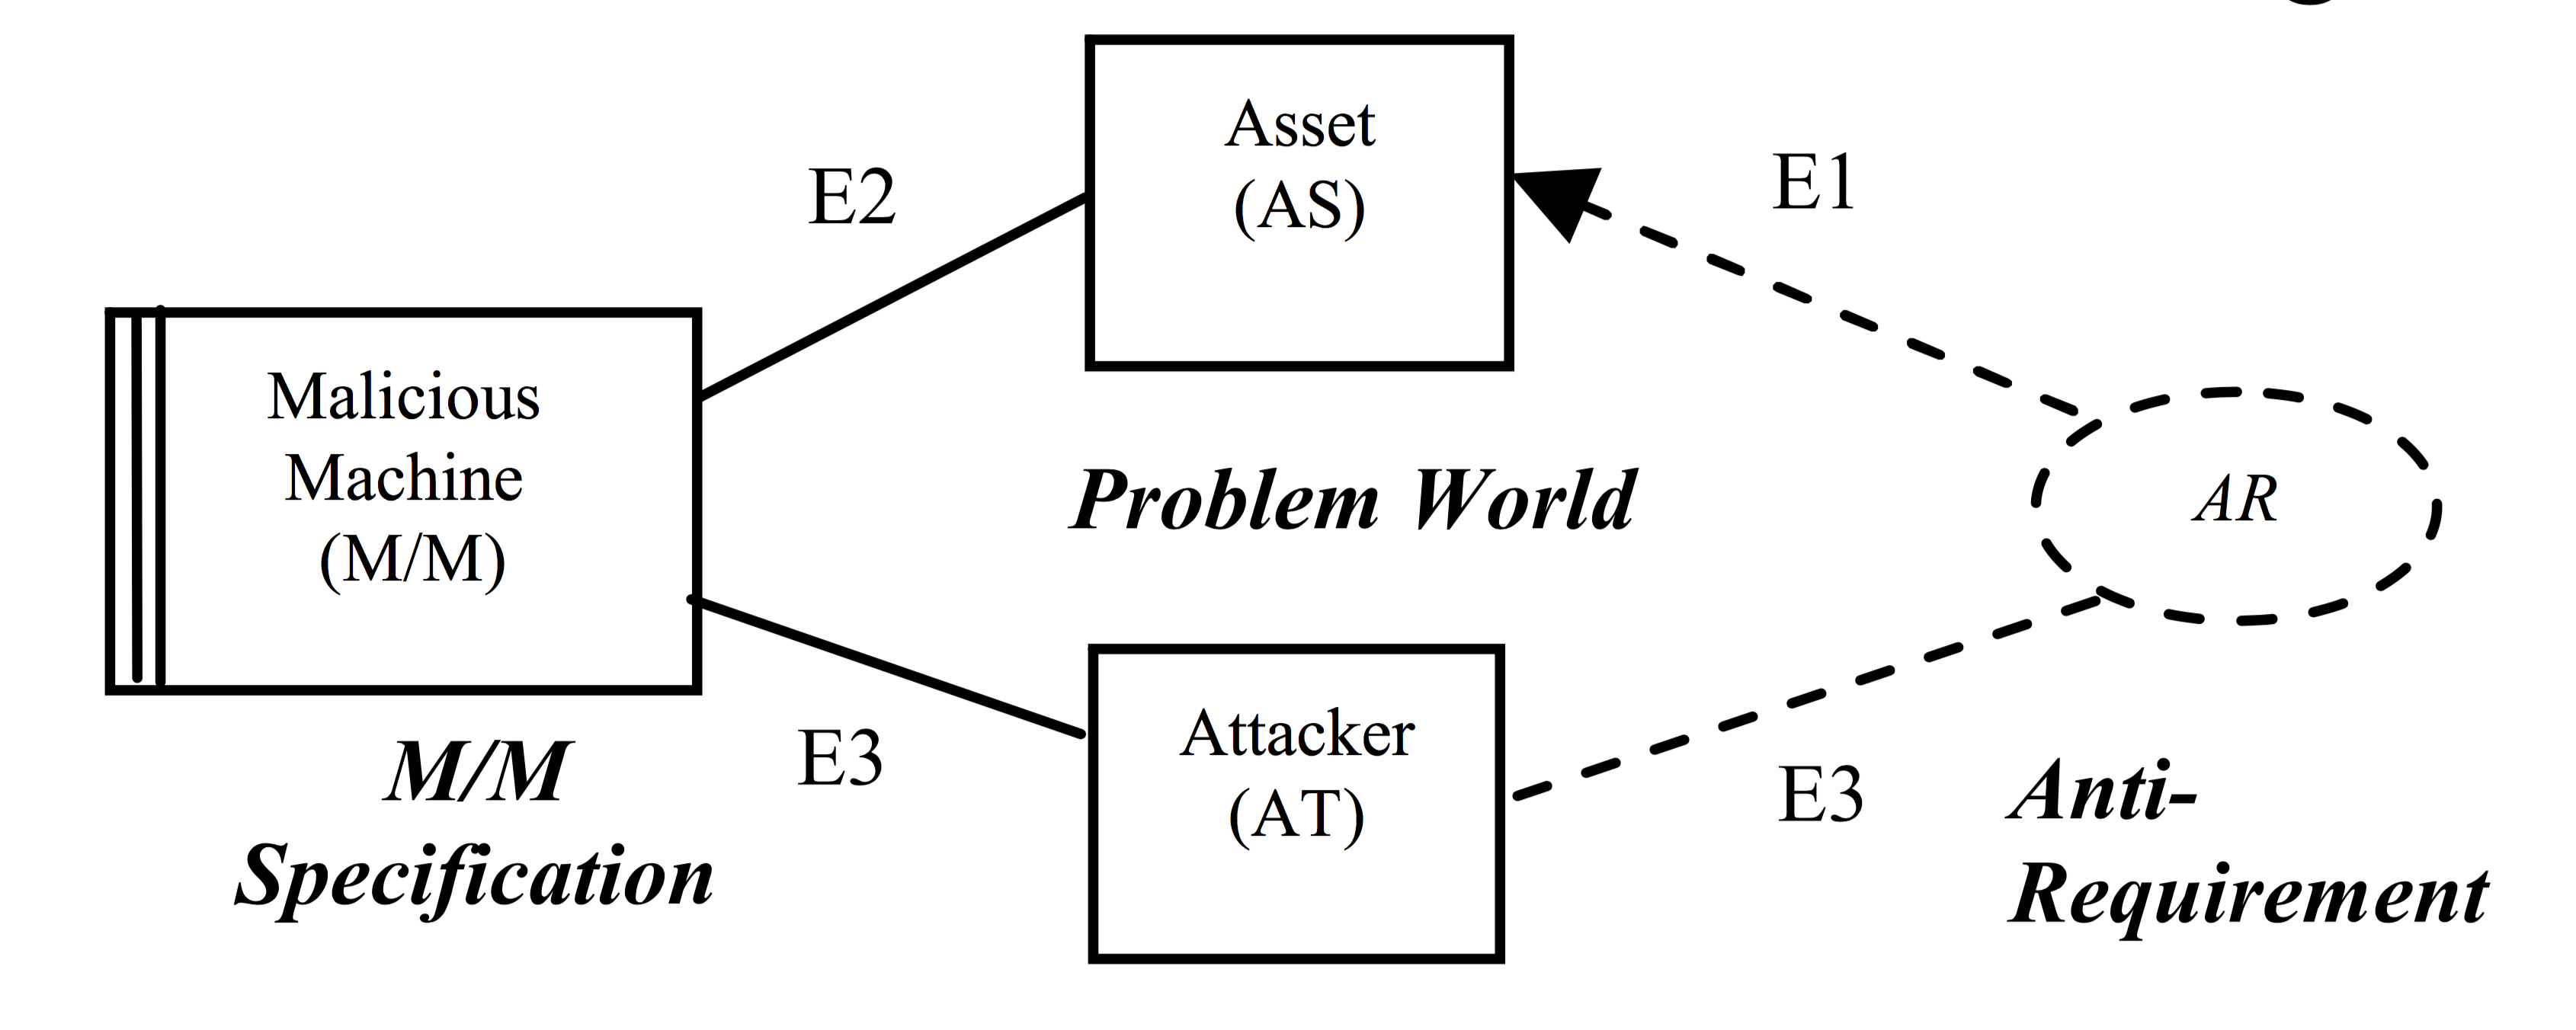 Asset
(AS)
E1
E2
Malicious
Machine
(M/M)
Problem World
AR
M/M
Specification
E3
Attacker
(AT)
E3
Anti-
Requirement